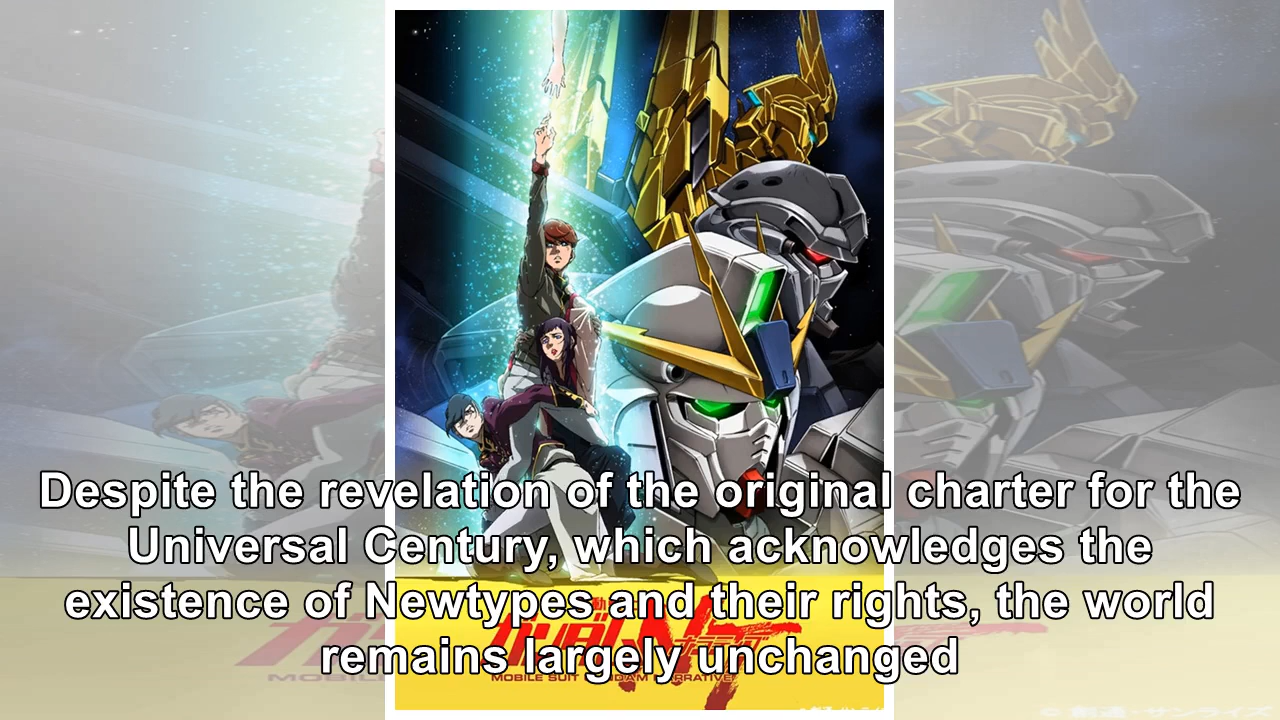 Despite the revelation of the original charter for the
Universal Century, which acknowledges the
existence of Newtypes and their rights, the world
remains largely unchanged
MOBILE SUIT GUNDAM NARRATIVE